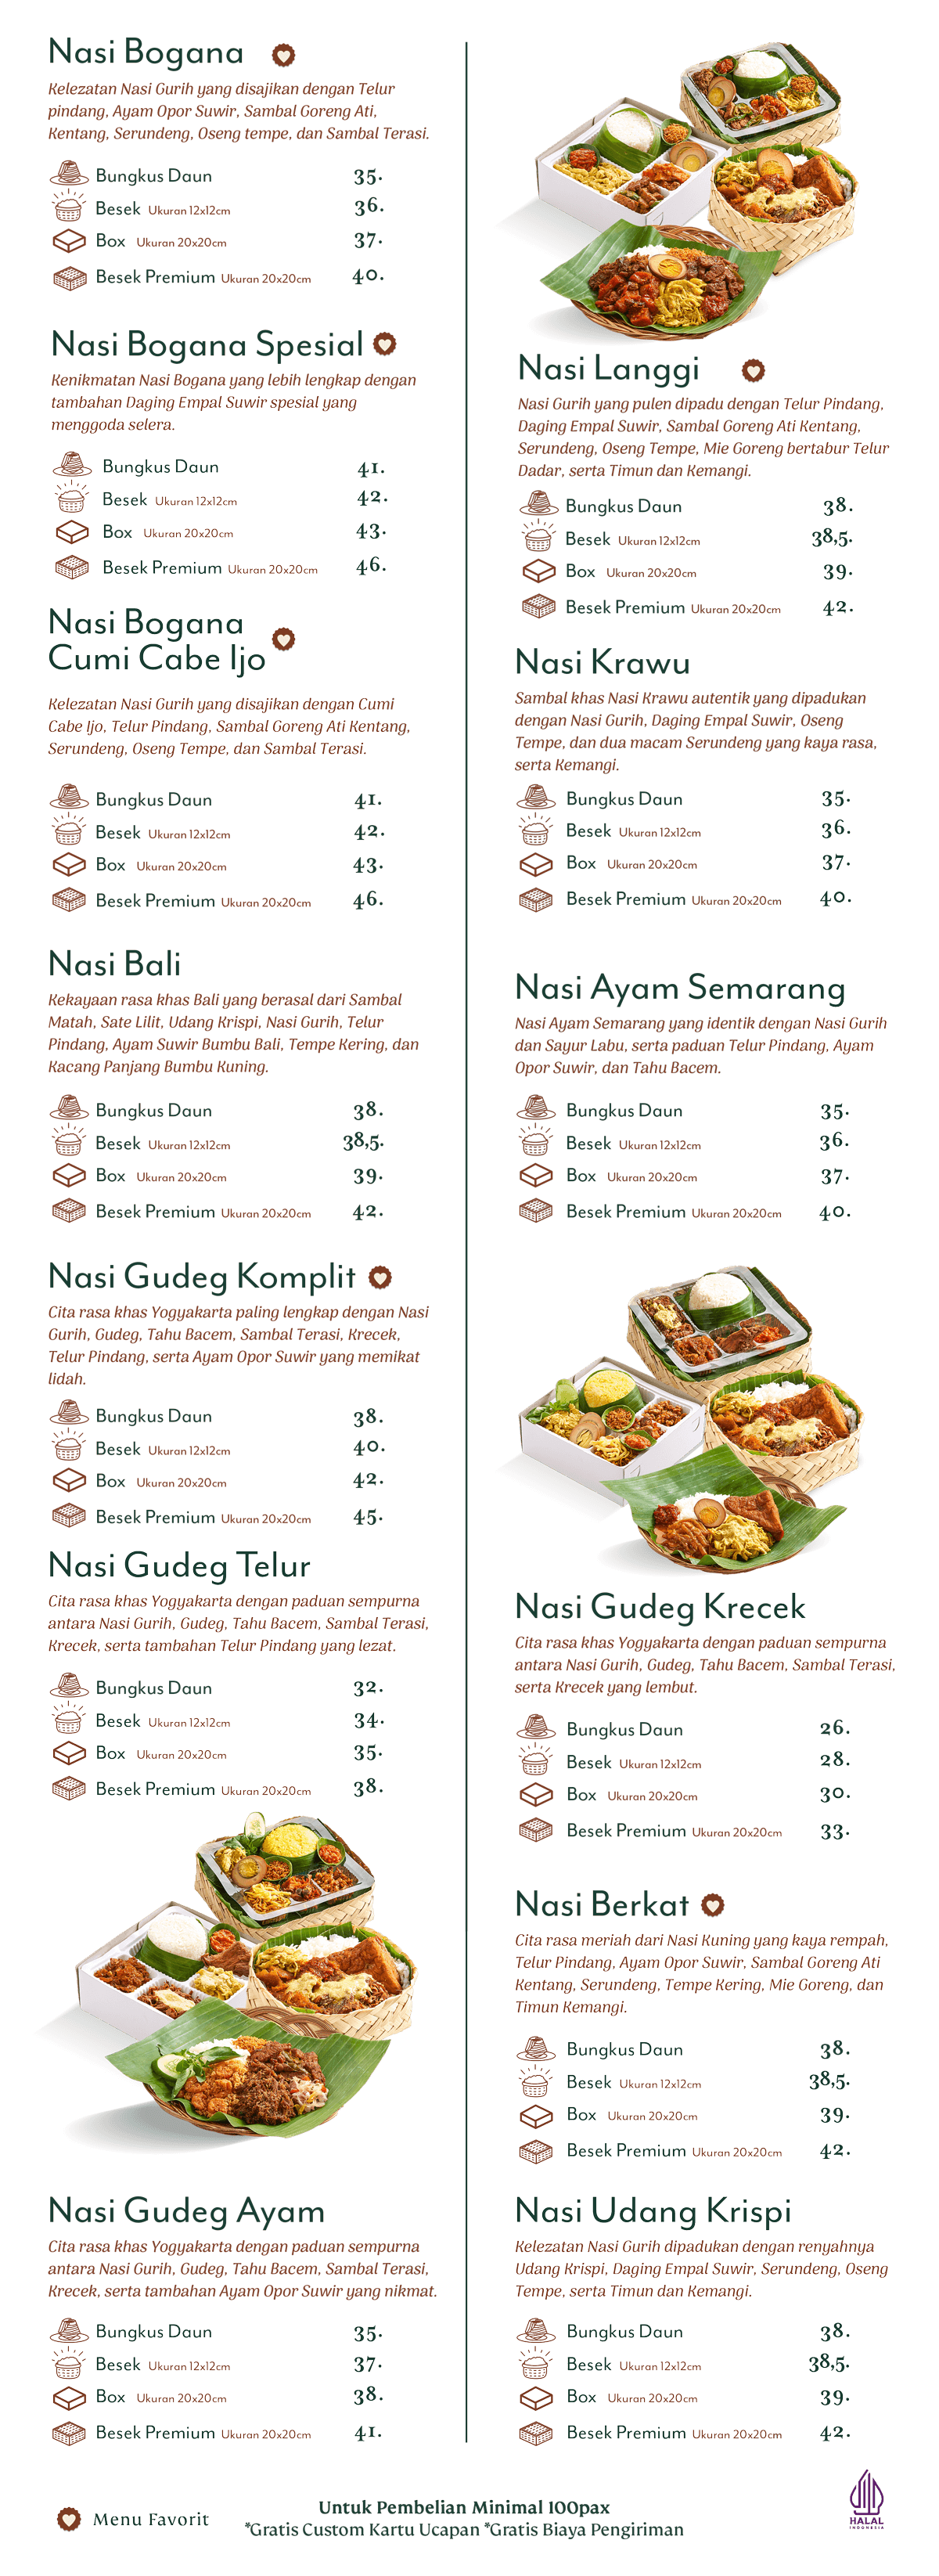 Nasi Bogana
Kelezatan Nasi Gurih yang disajikan dengan Telur
pindang, Ayam Opor Suwir, Sambal Goreng Ati,
Kentang, Serundeng, Oseng tempe, dan Sambal Terasi.
Bungkus Daun 35.
Besek Ukuran 12x12cm 36.
Box Ukuran 20x20cm 37.
Besek Premium Ukuran 20x20cm 40.
Nasi Bogana Spesial
Kenikmatan Nasi Bogana yang lebih lengkap dengan
tambahan Daging Empal Suwir spesial yang
menggoda selera.
Bungkus Daun 41.
Besek Ukuran 12x12cm 42.
Box Ukuran 20x20cm 43.
Besek Premium Ukuran 20x20cm 46.
Nasi Bogana
Cumi Cabe Ijo
Kelezatan Nasi Gurih yang disajikan dengan Cumi
Cabe Ijo, Telur Pindang, Sambal Goreng Ati Kentang,
Serundeng, Oseng Tempe, dan Sambal Terasi.
Bungkus Daun 41.
Besek Ukuran 12x12cm 42.
Box Ukuran 20x20cm 43.
Besek Premium Ukuran 20x20cm 46.
Nasi Bali
Kekayaan rasa khas Bali yang berasal dari Sambal
Matah, Sate Lilit, Udang Krispi, Nasi Gurih, Telur
Pindang, Ayam Suwir Bumbu Bali, Tempe Kering, dan
Kacang Panjang Bumbu Kuning.
Bungkus Daun 38.
Besek Ukuran 12x12cm 38,5.
Box Ukuran 20x20cm 39.
Besek Premium Ukuran 20x20cm 42.
Nasi Gudeg Komplit
Cita rasa khas Yogyakarta paling lengkap dengan Nasi
Gurih, Gudeg, Tahu Bacem, Sambal Terasi, Krecek,
Telur Pindang, serta Ayam Opor Suwir yang memikat
lidah.
Bungkus Daun 38.
Besek Ukuran 12x12cm 40.
Box Ukuran 20x20cm 42.
Besek Premium Ukuran 20x20cm 45.
Nasi Gudeg Telur
Cita rasa khas Yogyakarta dengan paduan sempurna
antara Nasi Gurih, Gudeg, Tahu Bacem, Sambal Terasi,
Krecek, serta tambahan Telur Pindang yang lezat.
Bungkus Daun 32.
Besek Ukuran 12x12cm 34.
Box Ukuran 20x20cm 35.
Besek Premium Ukuran 20x20cm 38.
Nasi Gudeg Ayam
Cita rasa khas Yogyakarta dengan paduan sempurna
antara Nasi Gurih, Gudeg, Tahu Bacem, Sambal Terasi,
Krecek, serta tambahan Ayam Opor Suwir yang nikmat.
Bungkus Daun 35.
Besek Ukuran 12x12cm 37.
Box Ukuran 20x20cm 38.
Besek Premium Ukuran 20x20cm 41.
Nasi Langgi
Nasi Gurih yang pulen dipadu dengan Telur Pindang,
Daging Empal Suwir, Sambal Goreng Ati Kentang,
Serundeng, Oseng Tempe, Mie Goreng bertabur Telur
Dadar, serta Timun dan Kemangi.
Bungkus Daun 38.
Besek Ukuran 12x12cm 38,5.
Box Ukuran 20x20cm 39.
Besek Premium Ukuran 20x20cm 42.
Nasi Krawu
Sambal khas Nasi Krawu autentik yang dipadukan
dengan Nasi Gurih, Daging Empal Suwir, Oseng
Tempe, dan dua macam Serundeng yang kaya rasa,
serta Kemangi.
Bungkus Daun 35.
Besek Ukuran 12x12cm 36.
Box Ukuran 20x20cm 37.
Besek Premium Ukuran 20x20cm 40.
Nasi Ayam Semarang
Nasi Ayam Semarang yang identik dengan Nasi Gurih
dan Sayur Labu, serta paduan Telur Pindang, Ayam
Opor Suwir, dan Tahu Bacem.
Bungkus Daun 35.
Besek Ukuran 12x12cm 36.
Box Ukuran 20x20cm 37.
Besek Premium Ukuran 20x20cm 40.
Nasi Gudeg Krecek
Cita rasa khas Yogyakarta dengan paduan sempurna
antara Nasi Gurih, Gudeg, Tahu Bacem, Sambal Terasi,
serta Krecek yang lembut.
Bungkus Daun 26.
Besek Ukuran 12x12cm 28.
Box Ukuran 20x20cm 30.
Besek Premium Ukuran 20x20cm 33.
Nasi Berkat
Cita rasa meriah dari Nasi Kuning yang kaya rempah,
Telur Pindang, Ayam Opor Suwir, Sambal Goreng Ati
Kentang, Serundeng, Tempe Kering, Mie Goreng, dan
Timun Kemangi.
Bungkus Daun 38.
Besek Ukuran 12x12cm 38,5.
Box Ukuran 20x20cm 39.
Besek Premium Ukuran 20x20cm 42.
Nasi Udang Krispi
Kelezatan Nasi Gurih dipadukan dengan renyahnya
Udang Krispi, Daging Empal Suwir, Serundeng, Oseng
Tempe, serta Timun dan Kemangi.
Bungkus Daun 38.
Besek Ukuran 12x12cm 38,5.
Box Ukuran 20x20cm 39.
Besek Premium Ukuran 20x20cm 42.
Menu Favorit
Untuk Pembelian Minimal 100pax
*Gratis Custom Kartu Ucapan *Gratis Biaya Pengiriman
HALAL
INDONESIA